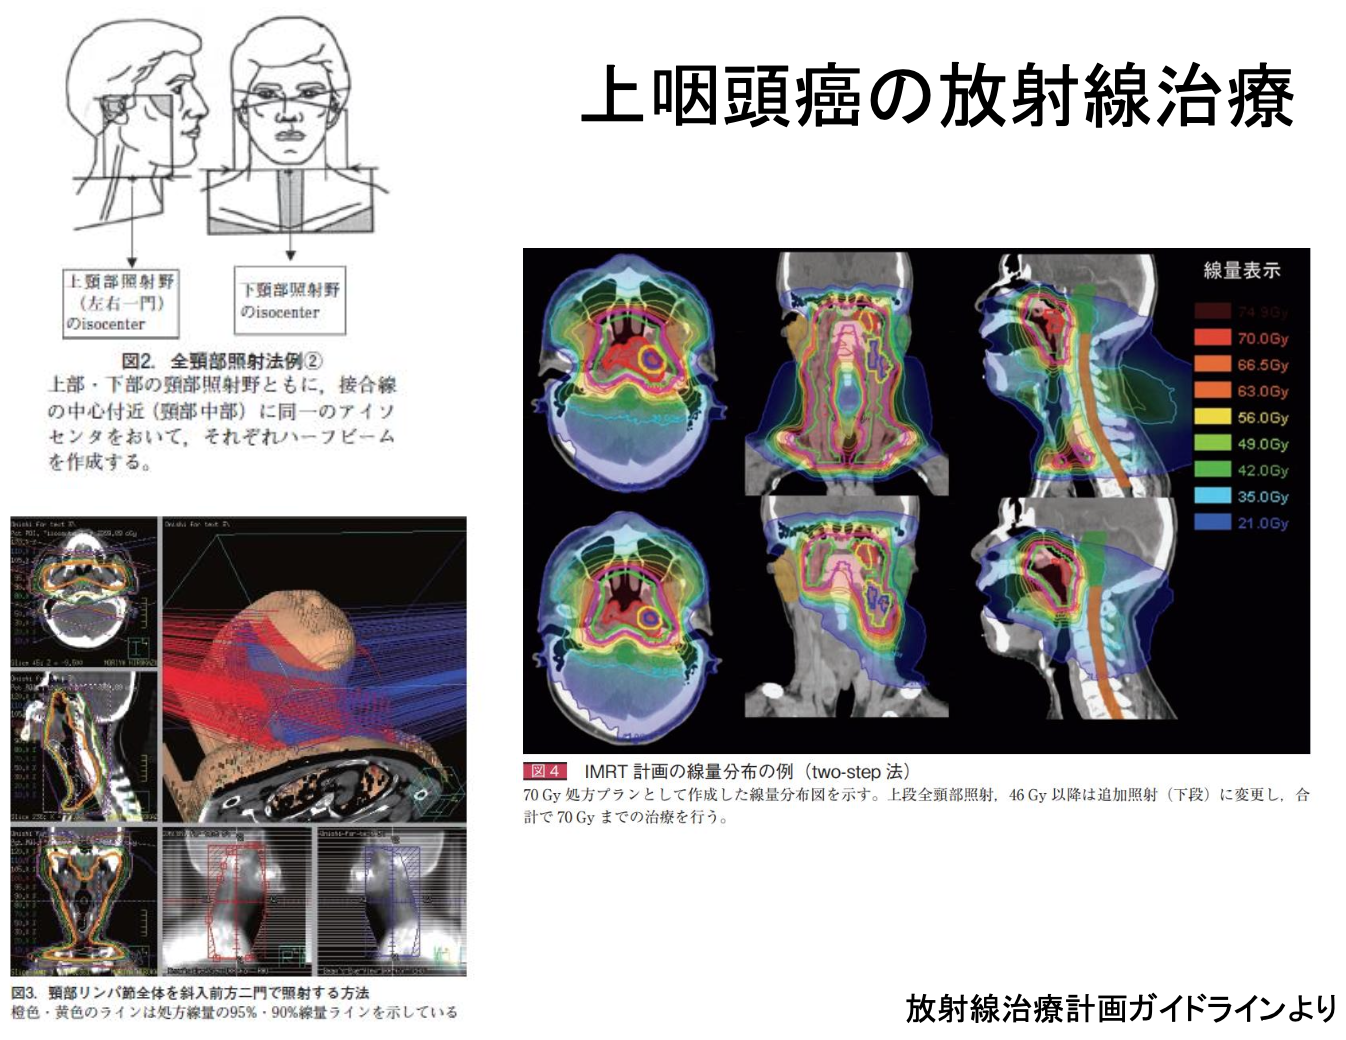 上咽頭癌の放射線治療
上頸部照射野
（左右一門）
のisocenter
下頸部照射野
のisocenter
図2. 全頸部照射法例②
上部・下部の頸部照射野ともに，接合線
の中心付近（頸部中部）に同一のアイソ
センタをおいて，それぞれハーフビーム
を作成する。
線量表示
74.9Gy
70.0Gy
66.5Gy
63.0Gy
56.0Gy
49.0Gy
42.0Gy
35.0Gy
21.0Gy
図4 IMRT 計画の線量分布の例（two-step 法）
70 Gy 処方プランとして作成した線量分布図を示す。上段全頸部照射，46 Gy 以降は追加照射（下段）に変更し，合
計で 70 Gy までの治療を行う。
図3. 頸部リンパ節全体を斜入前方二門で照射する方法
橙色・黄色のラインは処方線量の95%・90%線量ラインを示している
放射線治療計画ガイドラインより